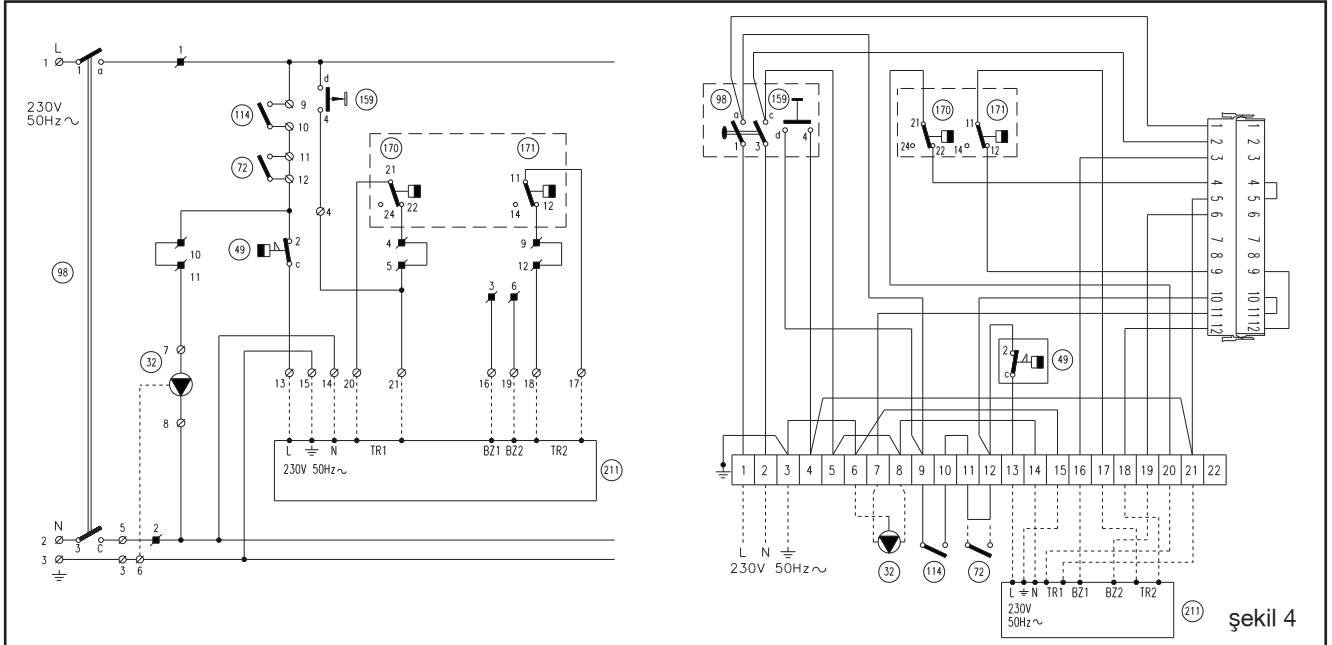 L
1 1 a 1
230V
50Hz~
d
9 4 159
114
10
11
72
12
170 171
21 11
24 22 14 12
4
10
11
49 2
c
4 9
5 12
3 6
98
7
32
8
13 15 14 20 21 16 19 18 17
L N TR1 BZ1 BZ2 TR2
230V 50Hz~
211
N
2 3 C 5 2
3 3 6
98 a c 159
d 4
1 3
170 171
21 11
24 22 14 12
1 1
2 2
3 3
4 4
5 5
6 6
7 7
8 8
9 9
10 10
11 11
12 12
2
c
49
1 2 3 4 5 6 7 8 9 10 11 12 13 14 15 16 17 18 19 20 21 22
L N
230V 50Hz~
32 114 72
L N TR1 BZ1 BZ2 TR2
230V
50Hz~
211
şekil 4